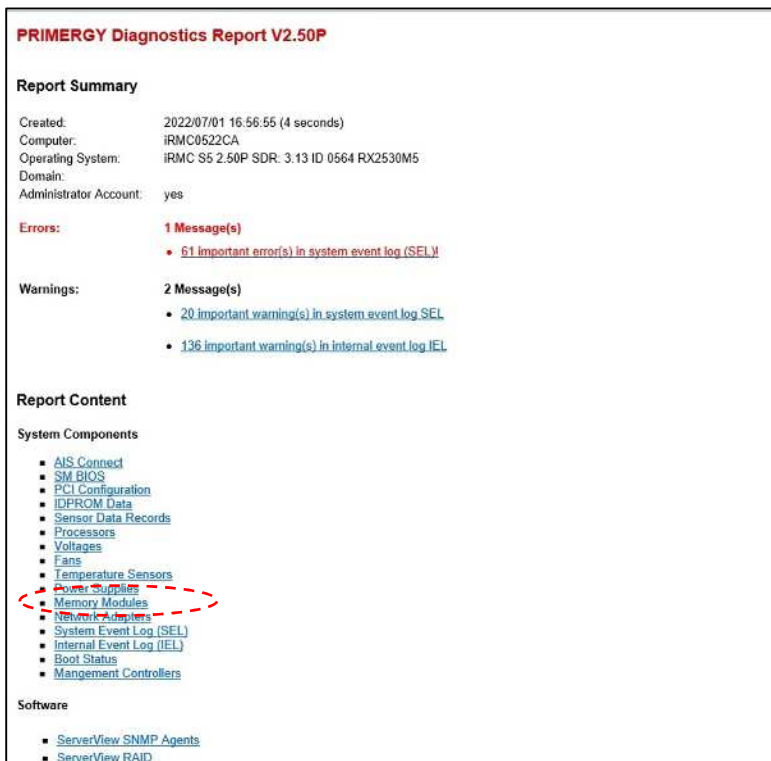 PRIMERGY Diagnostics Report V2.50P
Report Summary
Created: 2022/07/01 16:56:55 (4 seconds)
Computer: iRMC0522CA
Operating System: iRMC S5 2.50P SDR: 3.13 ID 0564 RX2530M5
Domain:
Administrator Account: yes
Errors: 1 Message(s)
61 important error(s) in system event log (SEL)!
Warnings: 2 Message(s)
20 important warning(s) in system event log SEL
136 important warning(s) in internal event log IEL
Report Content
System Components
AIS Connect
SM BIOS
PCI Configuration
IDPROM Data
Sensor Data Records
Processors
Voltages
Fans
Temperature Sensors
Power Supplies
Memory Modules
Network Adapters
System Event Log (SEL)
Internal Event Log (IEL)
Boot Status
Mangement Controllers
Software
ServerView SNMP Agents
ServerView RAID